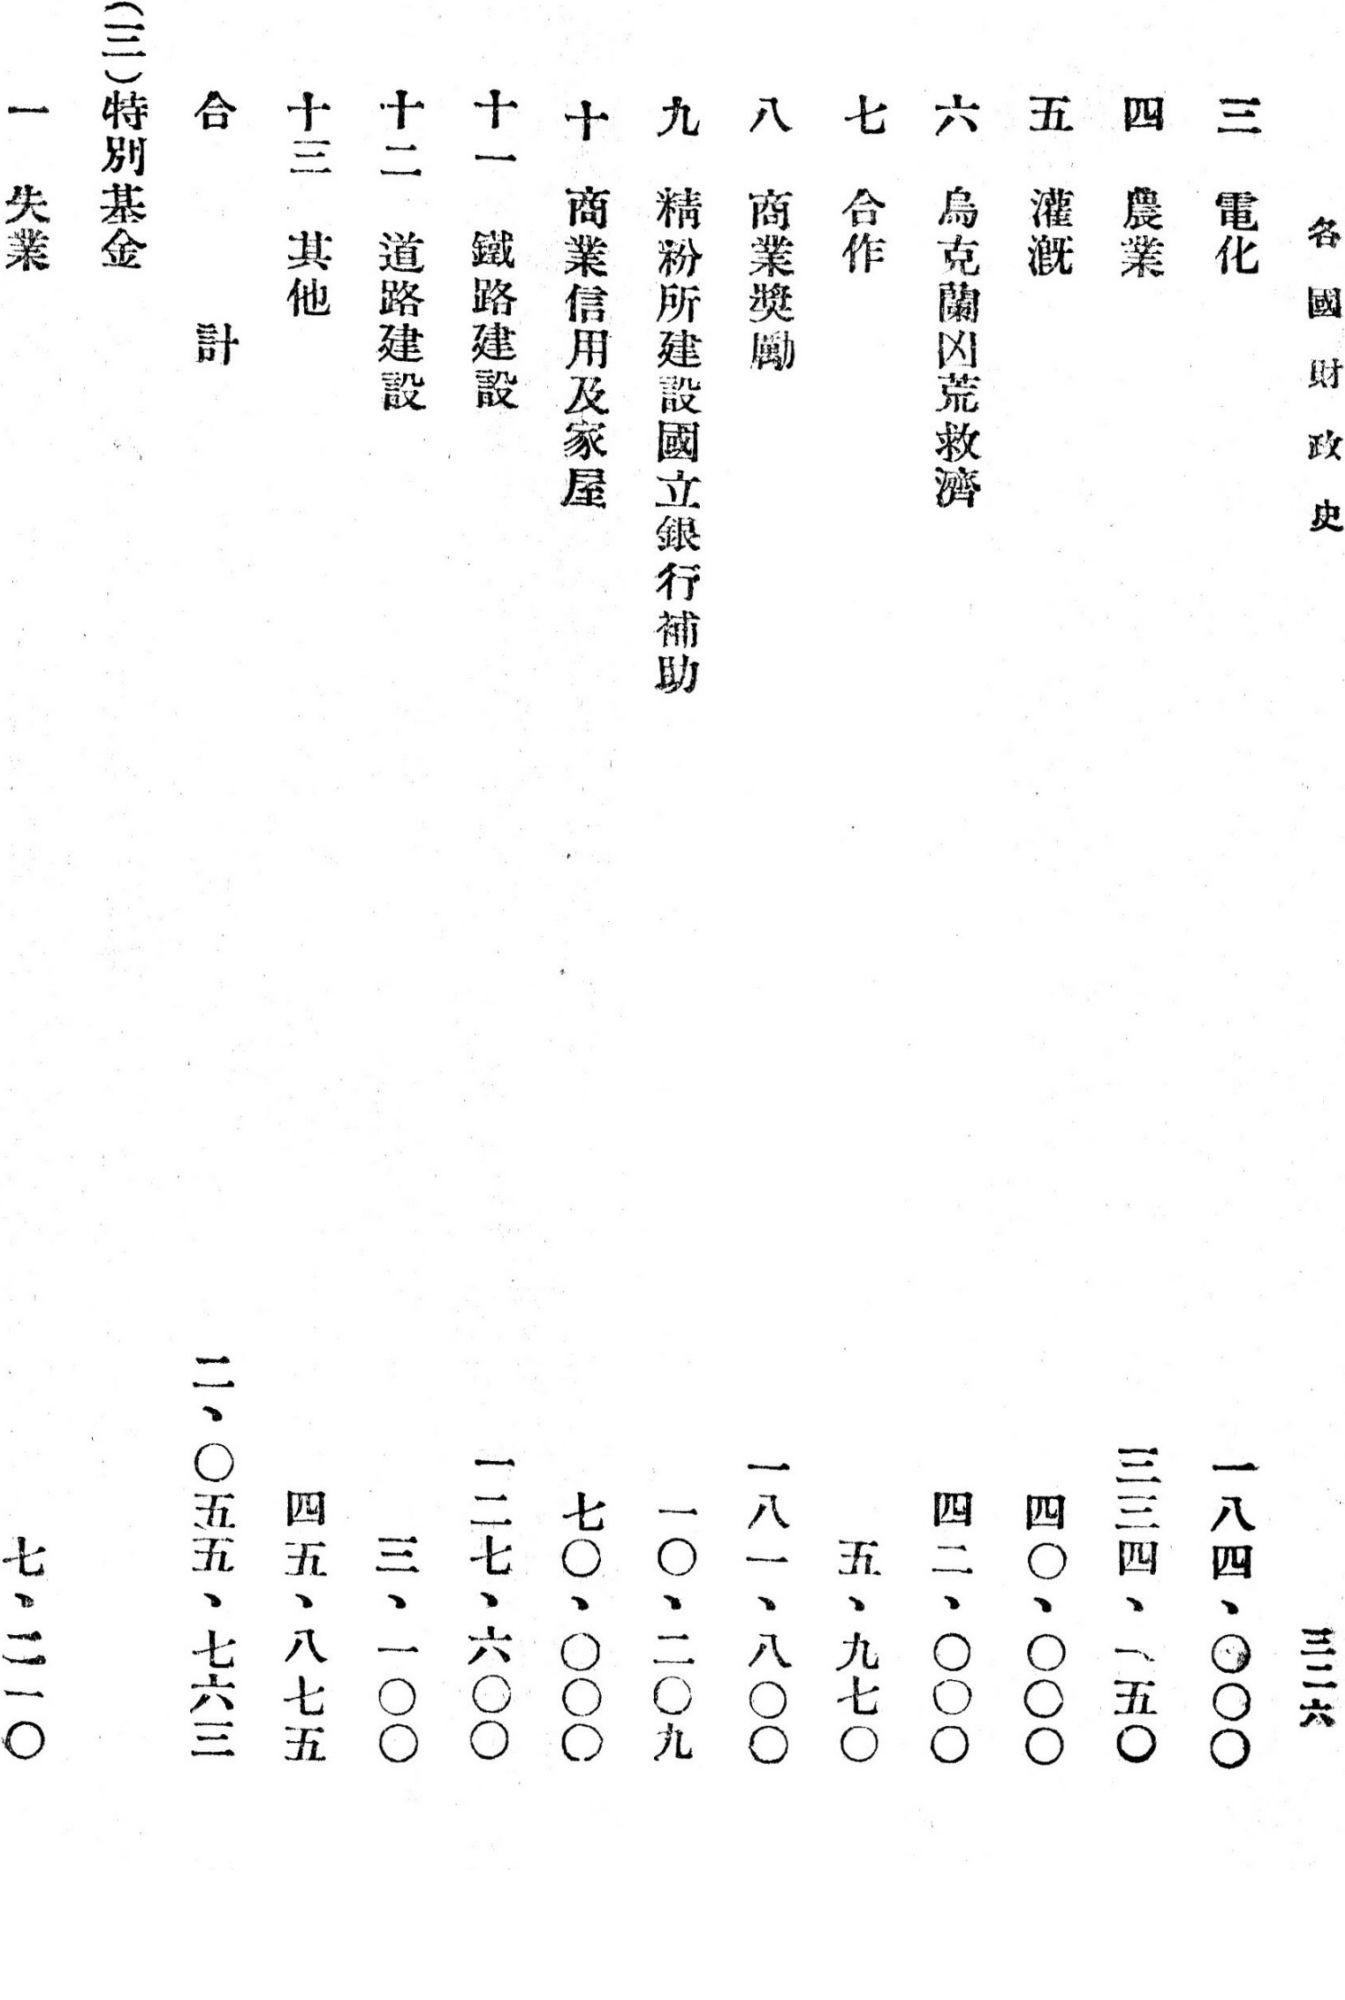 各國財政史
三二六
三　電化　一八四、〇〇〇
四　農業　三三四、一五〇
五　灌漑　四〇、〇〇〇
六　烏克蘭凶荒救濟　四二、〇〇〇
七　合作　五、九七〇
八　商業獎勵　一八一、八〇〇
九　精粉所建設國立銀行補助　一〇、二〇九
十　商業信用及家屋　七〇、〇〇〇
十一　鐵路建設　一二七、六〇〇
十二　道路建設　三、一〇〇
十三　其他　四五、八七五
合　計　二、〇五五、七六三
（三）特別基金
一　失業　七、二一〇